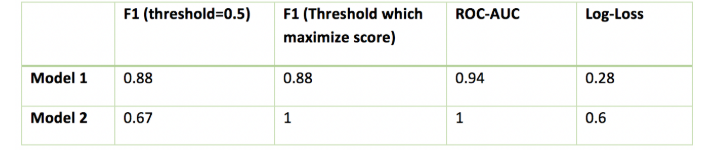 F1 (threshold=0.5) F1 (Threshold which maximize score) ROC-AUC Log-Loss
Model 1 0.88 0.88 0.94 0.28
Model 2 0.67 1 1 0.6